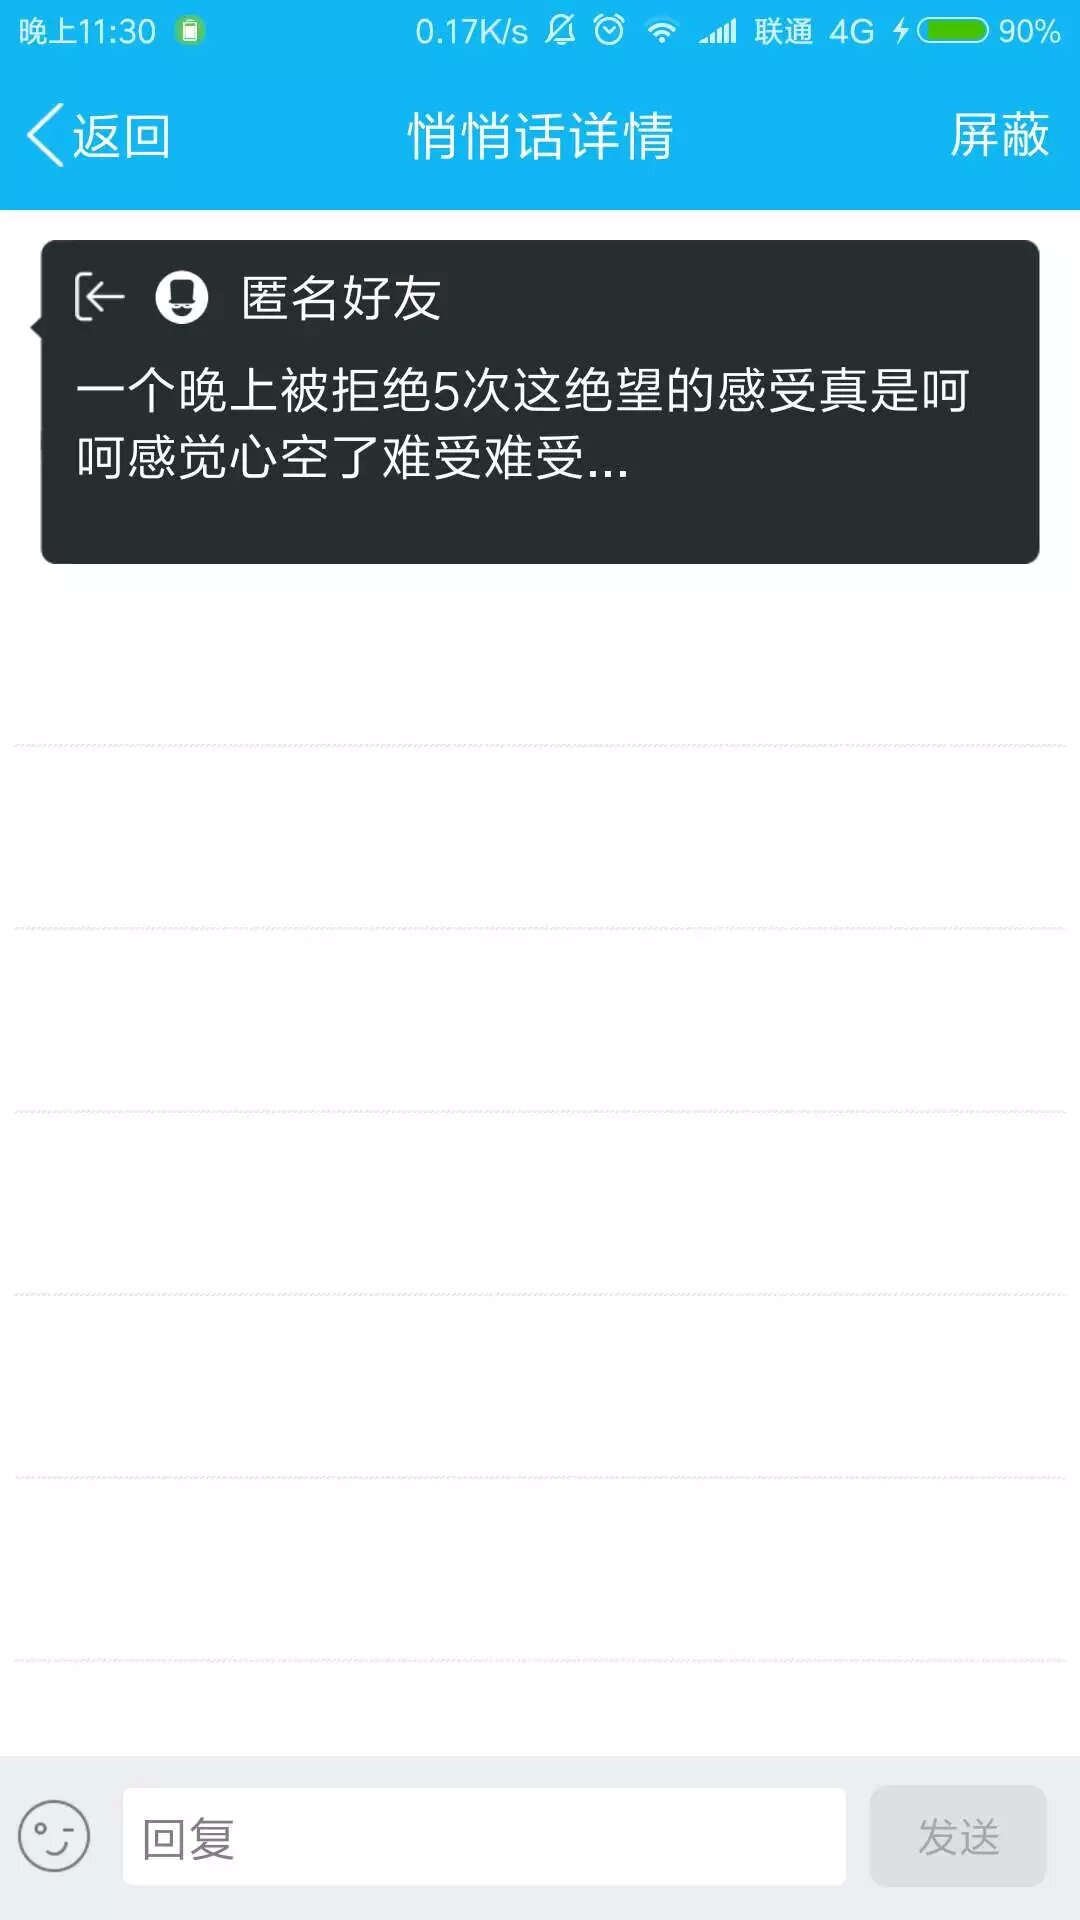 晚上11:30 0.17K/s 联通 4G 90%
返回 悄悄话详情 屏蔽
匿名好友
一个晚上被拒绝5次这绝望的感受真是呵
呵感觉心空了难受难受...
回复 发送